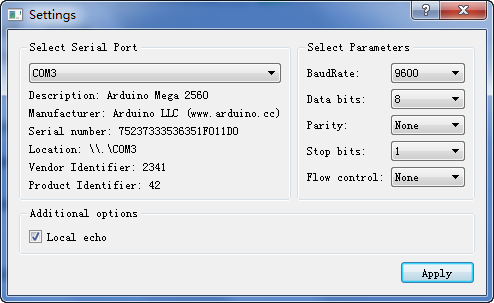 Settings
Select Serial Port
COM3
Description: Arduino Mega 2560
Manufacturer: Arduino LLC (www.arduino.cc)
Serial number: 75237333536351F011D0
Location: \\.\COM3
Vendor Identifier: 2341
Product Identifier: 42
Select Parameters
BaudRate: 9600
Data bits: 8
Parity: None
Stop bits: 1
Flow control: None
Additional options
Local echo
Apply